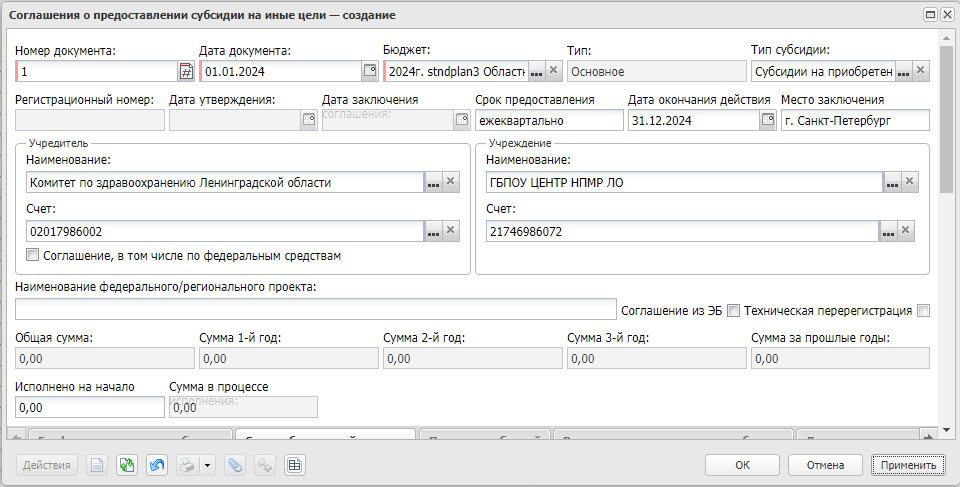 Соглашения о предоставлении субсидии на иные цели — создание
Номер документа: Дата документа: Бюджет: Тип: Тип субсидии:
1 01.01.2024 2024г. stndplan3 Област Основное Субсидии на приобретен
Регистрационный номер: Дата утверждения: Дата заключения Срок предоставления Дата окончания действия Место заключения
соглашения:
ежеквартально 31.12.2024 г. Санкт-Петербург
Учредитель Учреждение
Наименование: Наименование:
Комитет по здравоохранению Ленинградской области ГБПОУ ЦЕНТР НПМР ЛО
Счет: Счет:
02017986002 21746986072
Соглашение, в том числе по федеральным средствам
Наименование федерального/регионального проекта:
Соглашение из ЭБ Техническая перерегистрация
Общая сумма: Сумма 1-й год: Сумма 2-й год: Сумма 3-й год: Сумма за прошлые годы:
0,00 0,00 0,00 0,00 0,00
Исполнено на начало Сумма в процессе
исполнения:
0,00 0,00
Действия ОК Отмена Применить